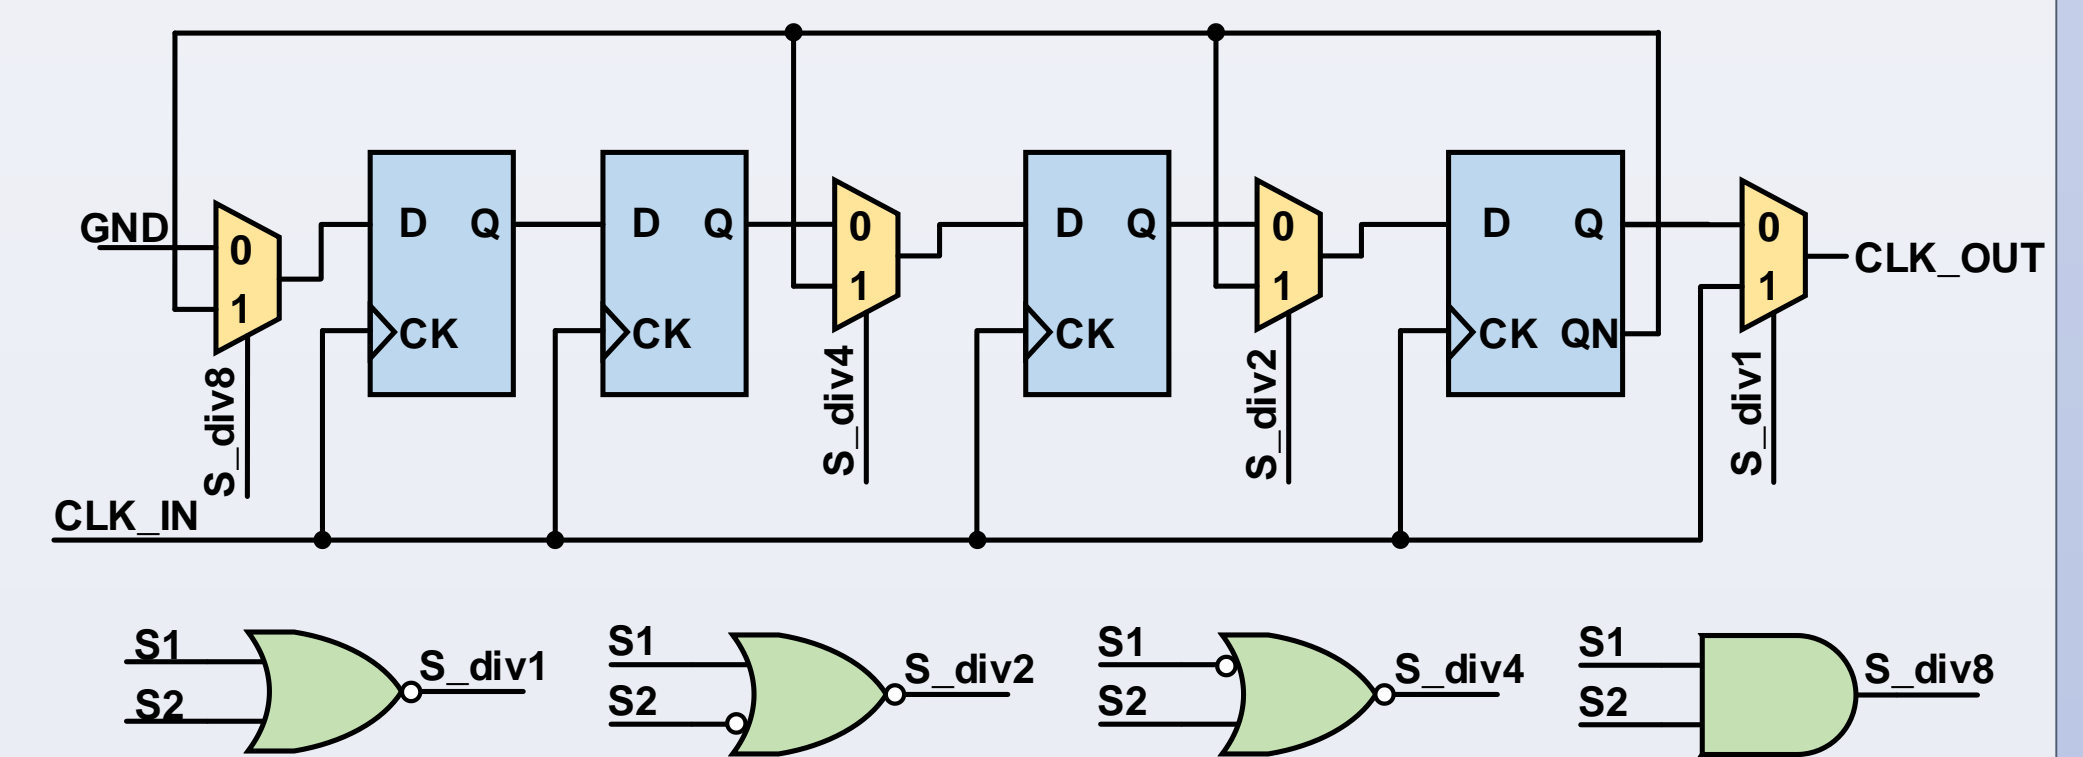 GND
0
1
S_div8
D Q
CK
D Q
CK
0
1
S_div4
D Q
CK
0
1
S_div2
D Q
CK QN
0
1
S_div1
CLK_OUT
CLK_IN
S1
S2
S_div1
S1
S2
S_div2
S1
S2
S_div4
S1
S2
S_div8